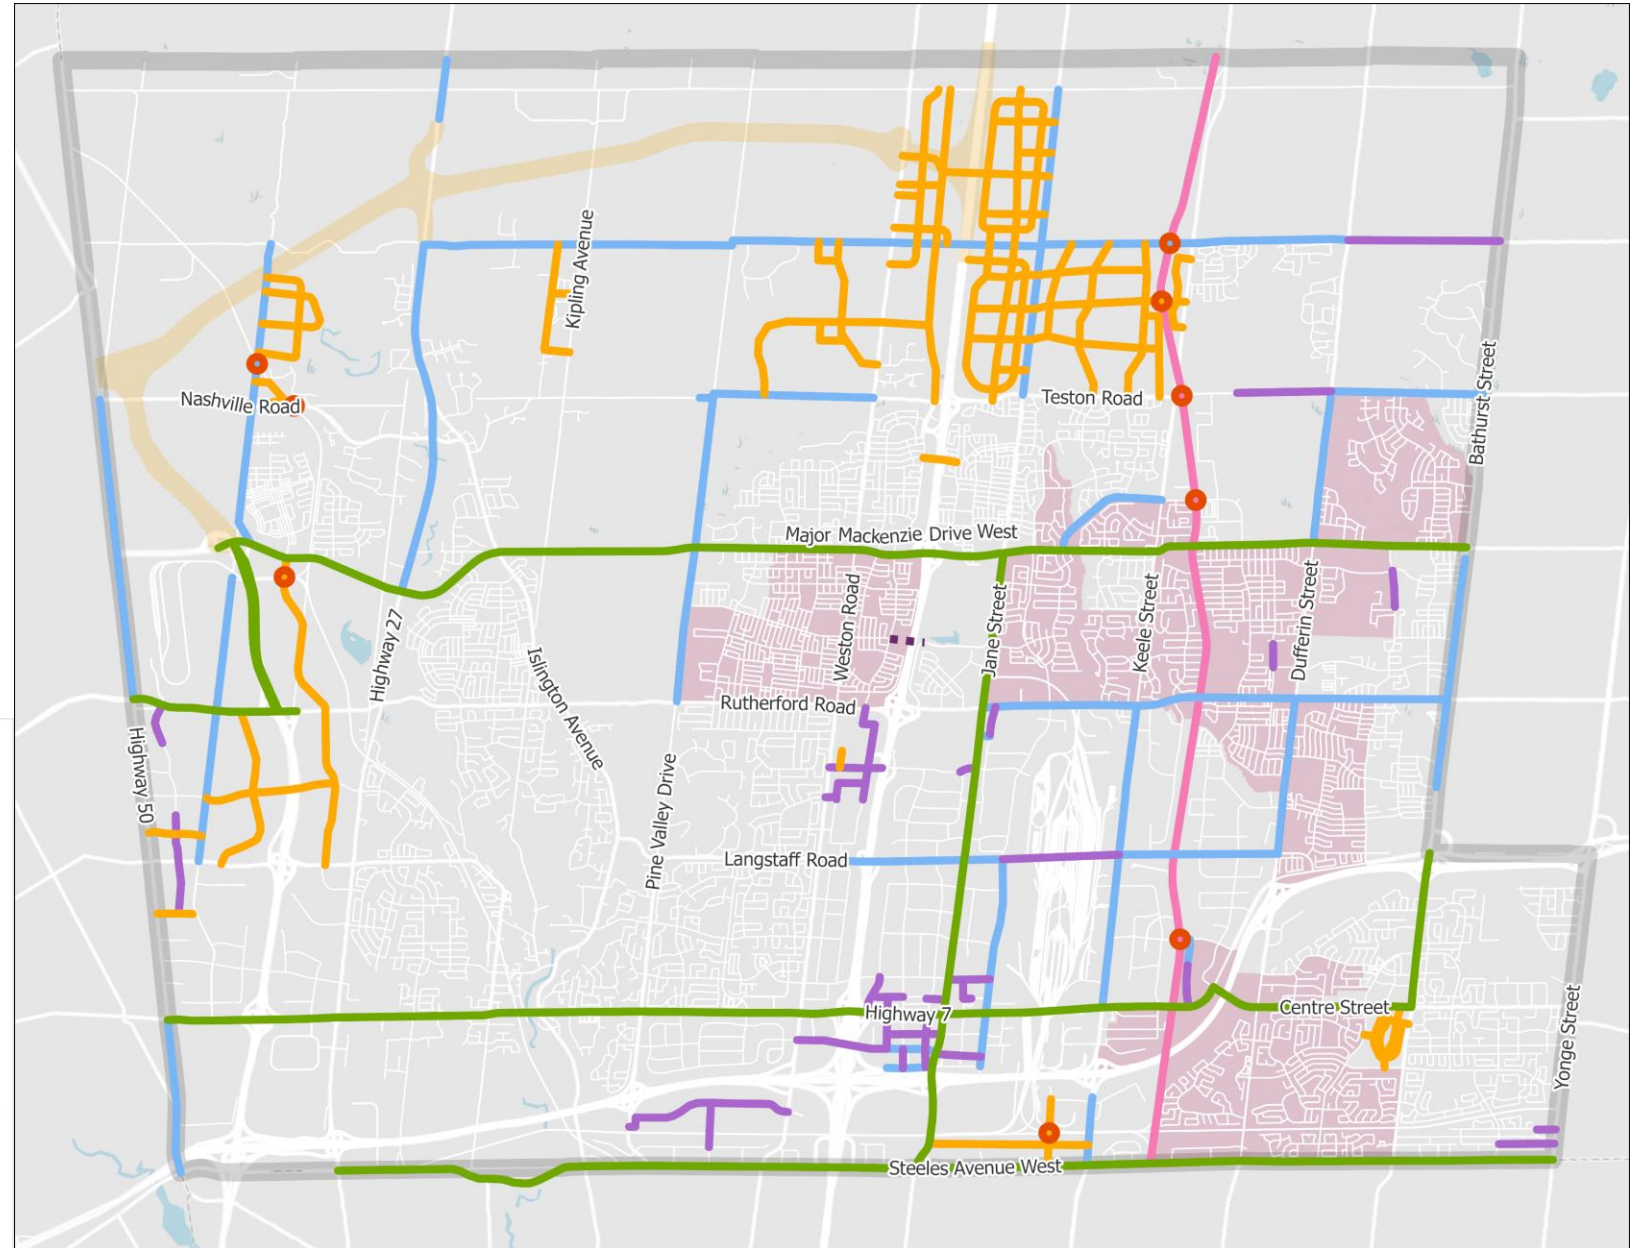 Kipling Avenue
Nashville Road
Teston Road
Bathurst Street
Major Mackenzie Drive West
Weston Road
Jane Street
Keele Street
Dufferin Street
Highway 27
Islington Avenue
Rutherford Road
Highway 50
Pine Valley Drive
Langstaff Road
Highway 7
Centre Street
Yonge Street
Steeles Avenue West